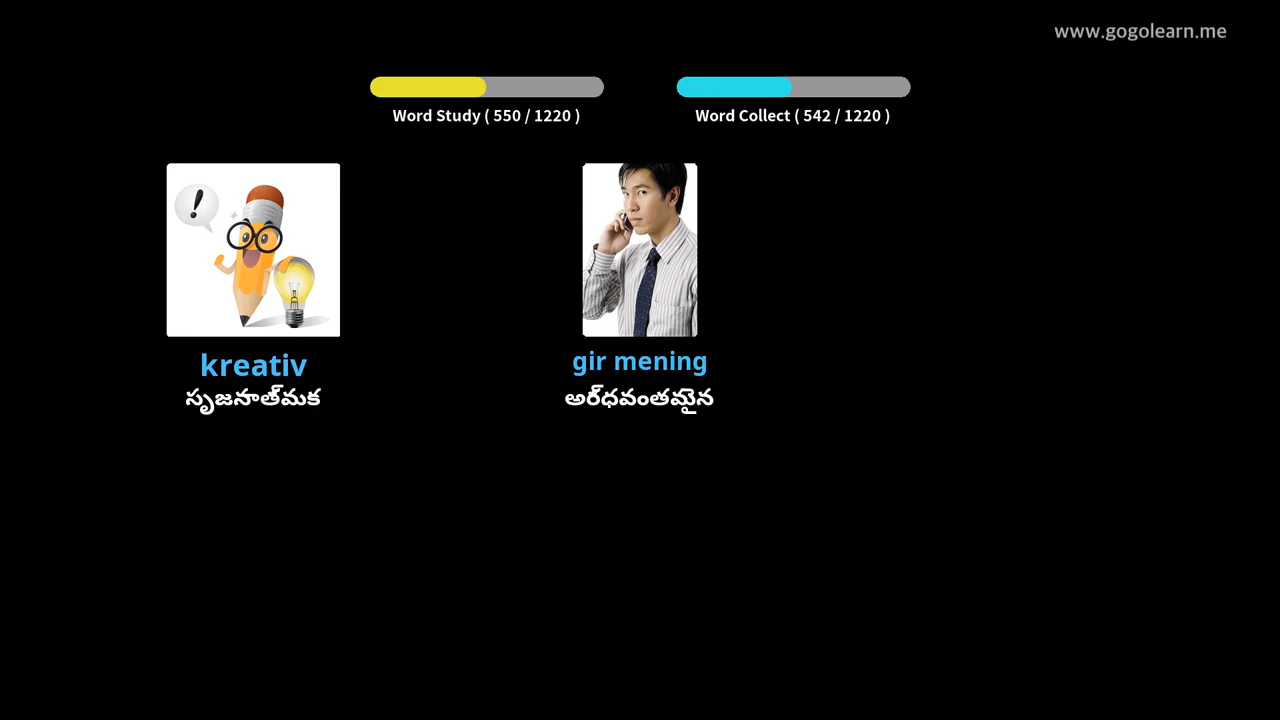 www.gogolearn.me
Word Study ( 550 / 1220 )
Word Collect ( 542 / 1220 )
!
kreativ
సృజనాత్మక
gir mening
అర్ధవంతమైన